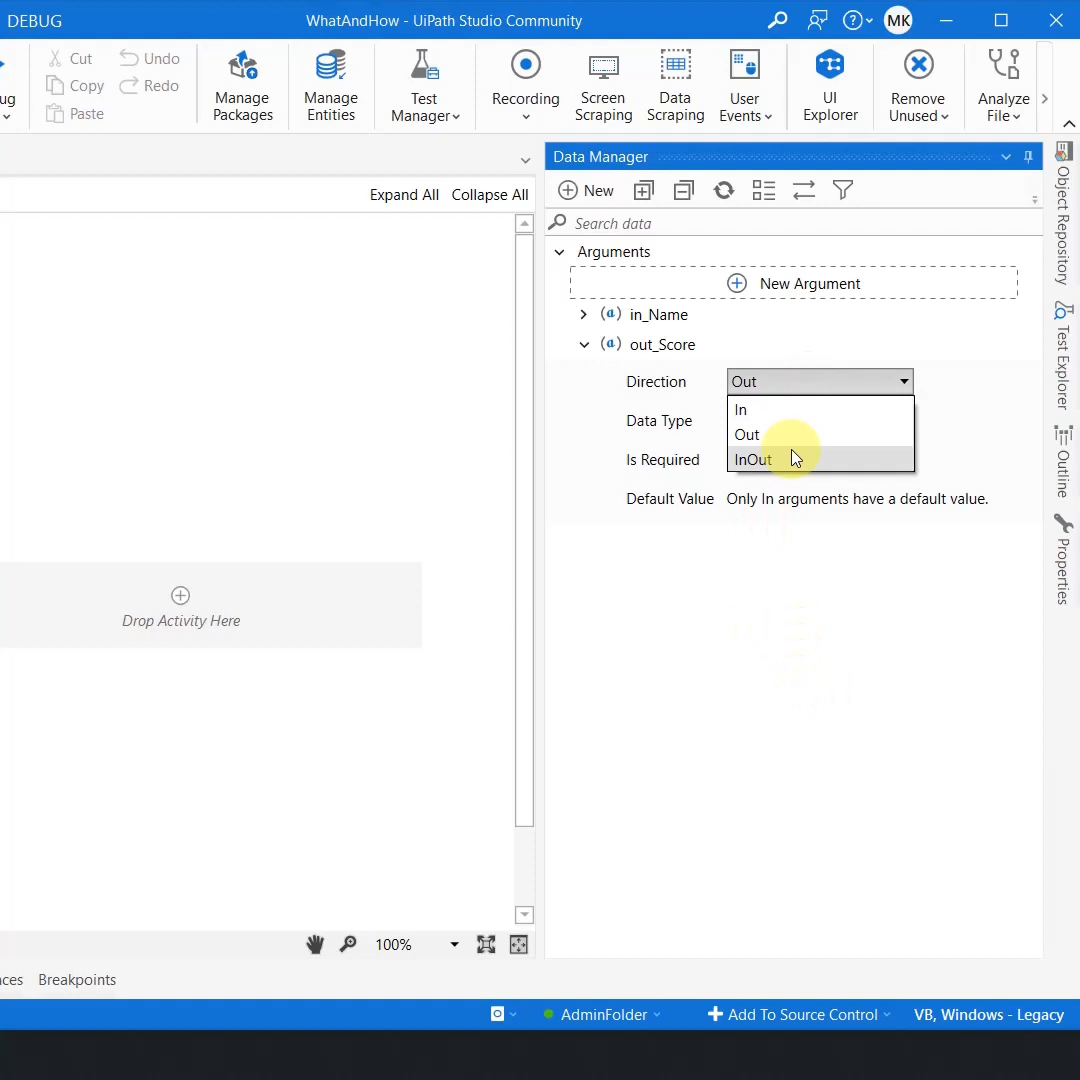 DEBUG
WhatAndHow - UiPath Studio Community
MK
Cut
Copy
Paste
Undo
Redo
Manage
Packages
Manage
Entities
Test
Manager
Recording
Screen
Scraping
Data
Scraping
User
Events
UI
Explorer
Remove
Unused
Analyze
File
Expand All Collapse All
Data Manager
New
Search data
Arguments
New Argument
(a) in_Name
(a) out_Score
Direction Out
In
Data Type
Out
Is Required
InOut
Default Value Only In arguments have a default value.
Drop Activity Here
Object Repository
Test Explorer
Outline
Properties
100%
Breakpoints
AdminFolder
Add To Source Control
VB, Windows - Legacy